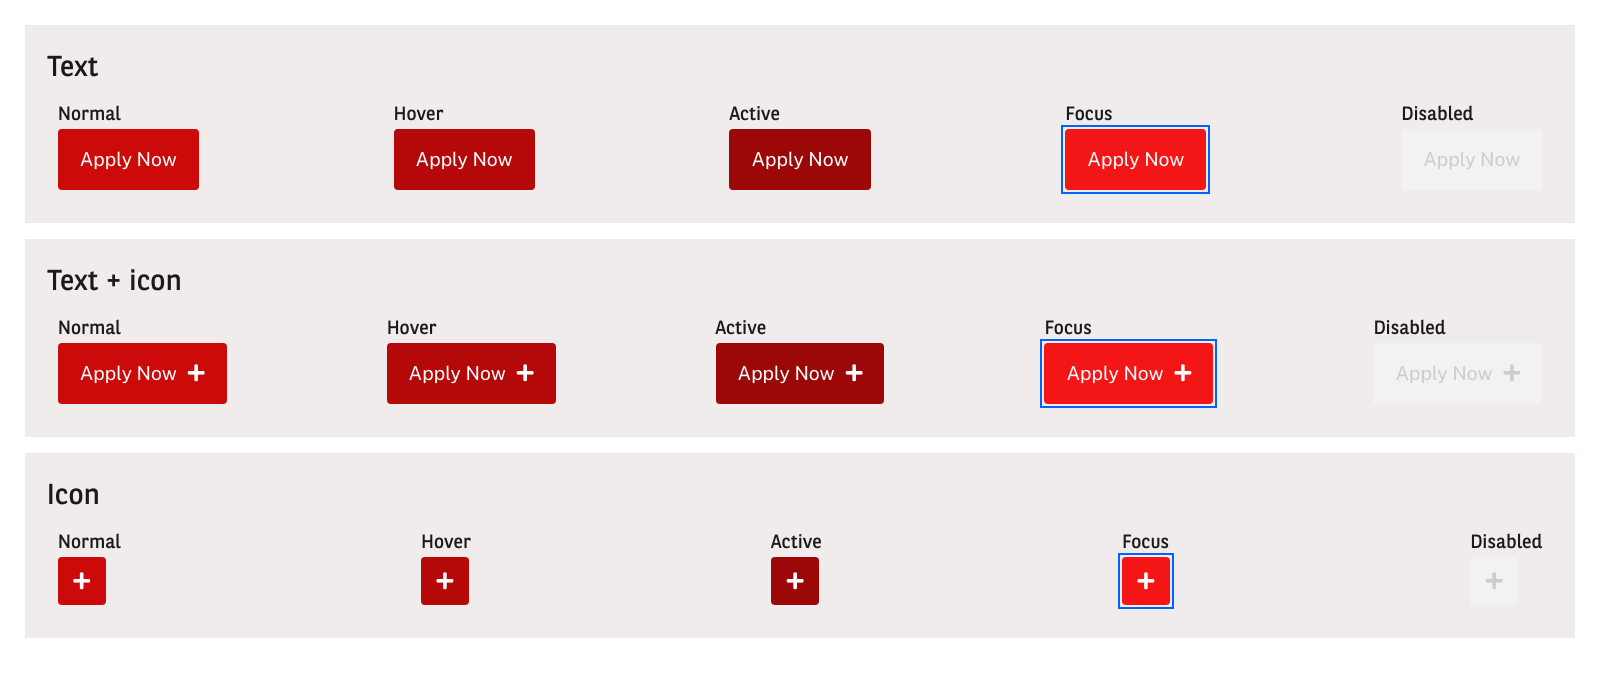 Text
Normal Hover Active Focus Disabled
Apply Now Apply Now Apply Now Apply Now Apply Now
Text + icon
Normal Hover Active Focus Disabled
Apply Now + Apply Now + Apply Now + Apply Now + Apply Now +
Icon
Normal Hover Active Focus Disabled
+ + + + +